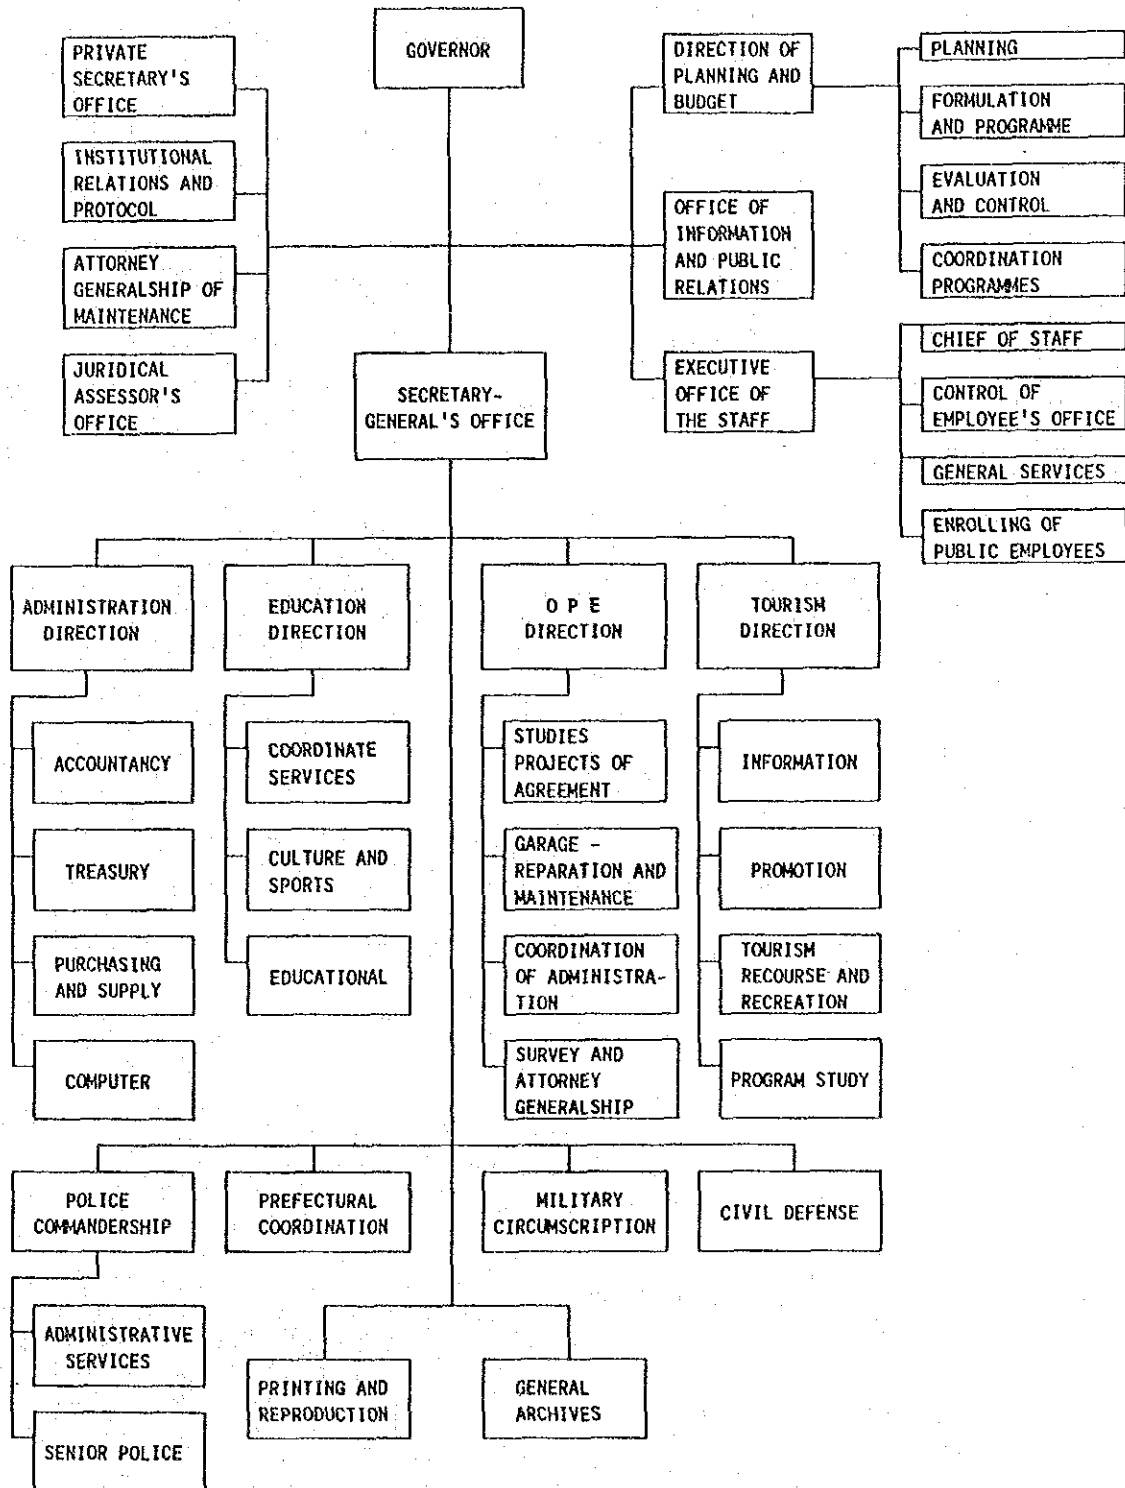 GOVERNOR
PRIVATE
SECRETARY'S
OFFICE
INSTITUTIONAL
RELATIONS AND
PROTOCOL
ATTORNEY
GENERALSHIP OF
MAINTENANCE
JURIDICAL
ASSESSOR'S
OFFICE
DIRECTION OF
PLANNING AND
BUDGET
OFFICE OF
INFORMATION
AND PUBLIC
RELATIONS
EXECUTIVE
OFFICE OF
THE STAFF
PLANNING
FORMULATION
AND PROGRAMME
EVALUATION
AND CONTROL
COORDINATION
PROGRAMMES
CHIEF OF STAFF
CONTROL OF
EMPLOYEE'S OFFICE
GENERAL SERVICES
ENROLLING OF
PUBLIC EMPLOYEES
SECRETARY-
GENERAL'S OFFICE
ADMINISTRATION
DIRECTION
ACCOUNTANCY
TREASURY
PURCHASING
AND SUPPLY
COMPUTER
EDUCATION
DIRECTION
COORDINATE
SERVICES
CULTURE AND
SPORTS
EDUCATIONAL
O P E
DIRECTION
STUDIES
PROJECTS OF
AGREEMENT
GARAGE -
REPARATION AND
MAINTENANCE
COORDINATION
OF ADMINISTRA-
TION
SURVEY AND
ATTORNEY
GENERALSHIP
TOURISM
DIRECTION
INFORMATION
PROMOTION
TOURISM
RECOURSE AND
RECREATION
PROGRAM STUDY
POLICE
COMMANDERSHIP
ADMINISTRATIVE
SERVICES
SENIOR POLICE
PREFECTURAL
COORDINATION
MILITARY
CIRCUMSCRIPTION
CIVIL DEFENSE
PRINTING AND
REPRODUCTION
GENERAL
ARCHIVES